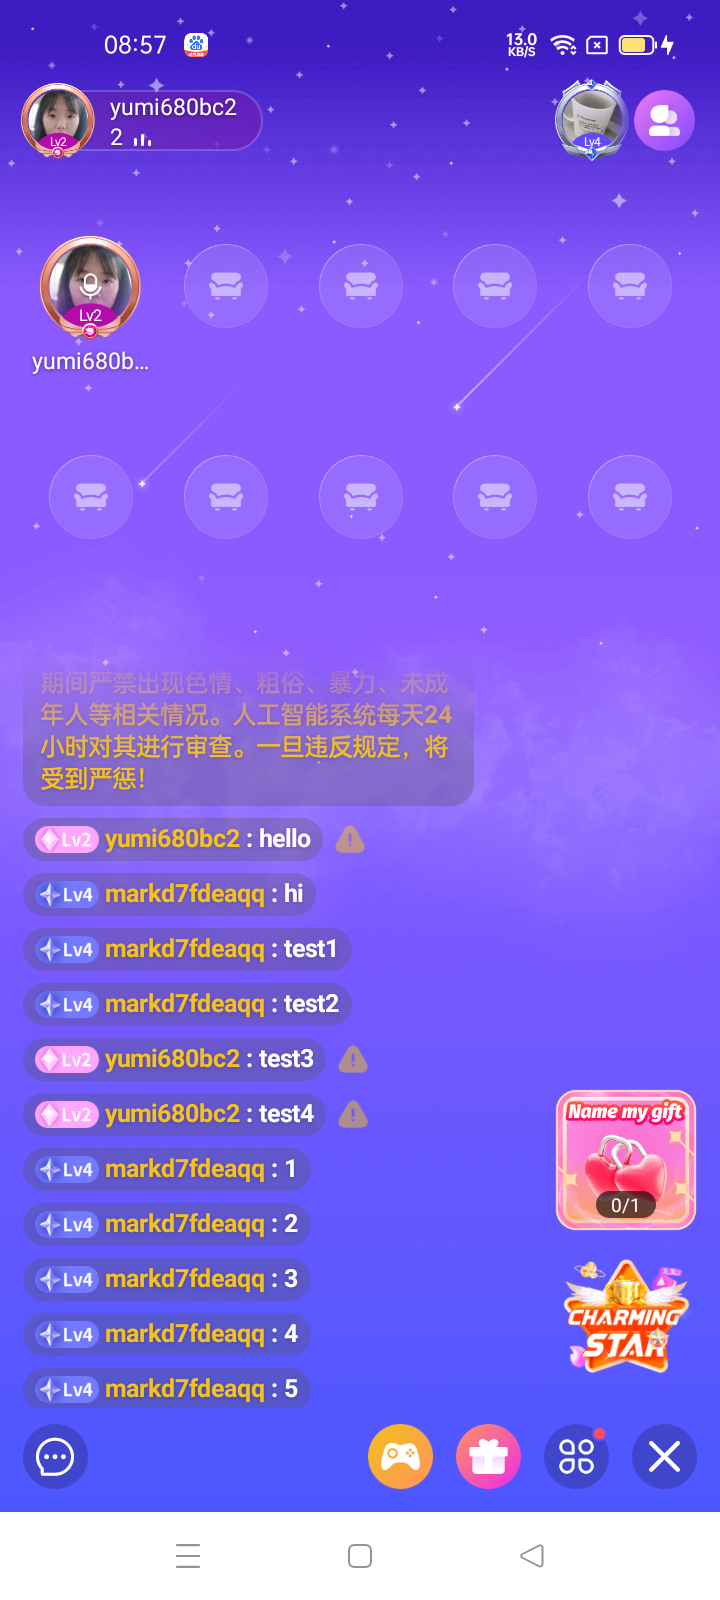 08:57
13.0
KB/S
yumi680bc2
2
Lv2
Lv4
Lv2
yumi680b...
期间严禁出现色情、粗俗、暴力、未成
年人等相关情况。人工智能系统每天24
小时对其进行审查。一旦违反规定，将
受到严惩！
Lv2 yumi680bc2 : hello
Lv4 markd7fdeaqq : hi
Lv4 markd7fdeaqq : test1
Lv4 markd7fdeaqq : test2
Lv2 yumi680bc2 : test3
Lv2 yumi680bc2 : test4
Lv4 markd7fdeaqq : 1
Lv4 markd7fdeaqq : 2
Lv4 markd7fdeaqq : 3
Lv4 markd7fdeaqq : 4
Lv4 markd7fdeaqq : 5
Name my gift
0/1
CHARMING
STAR